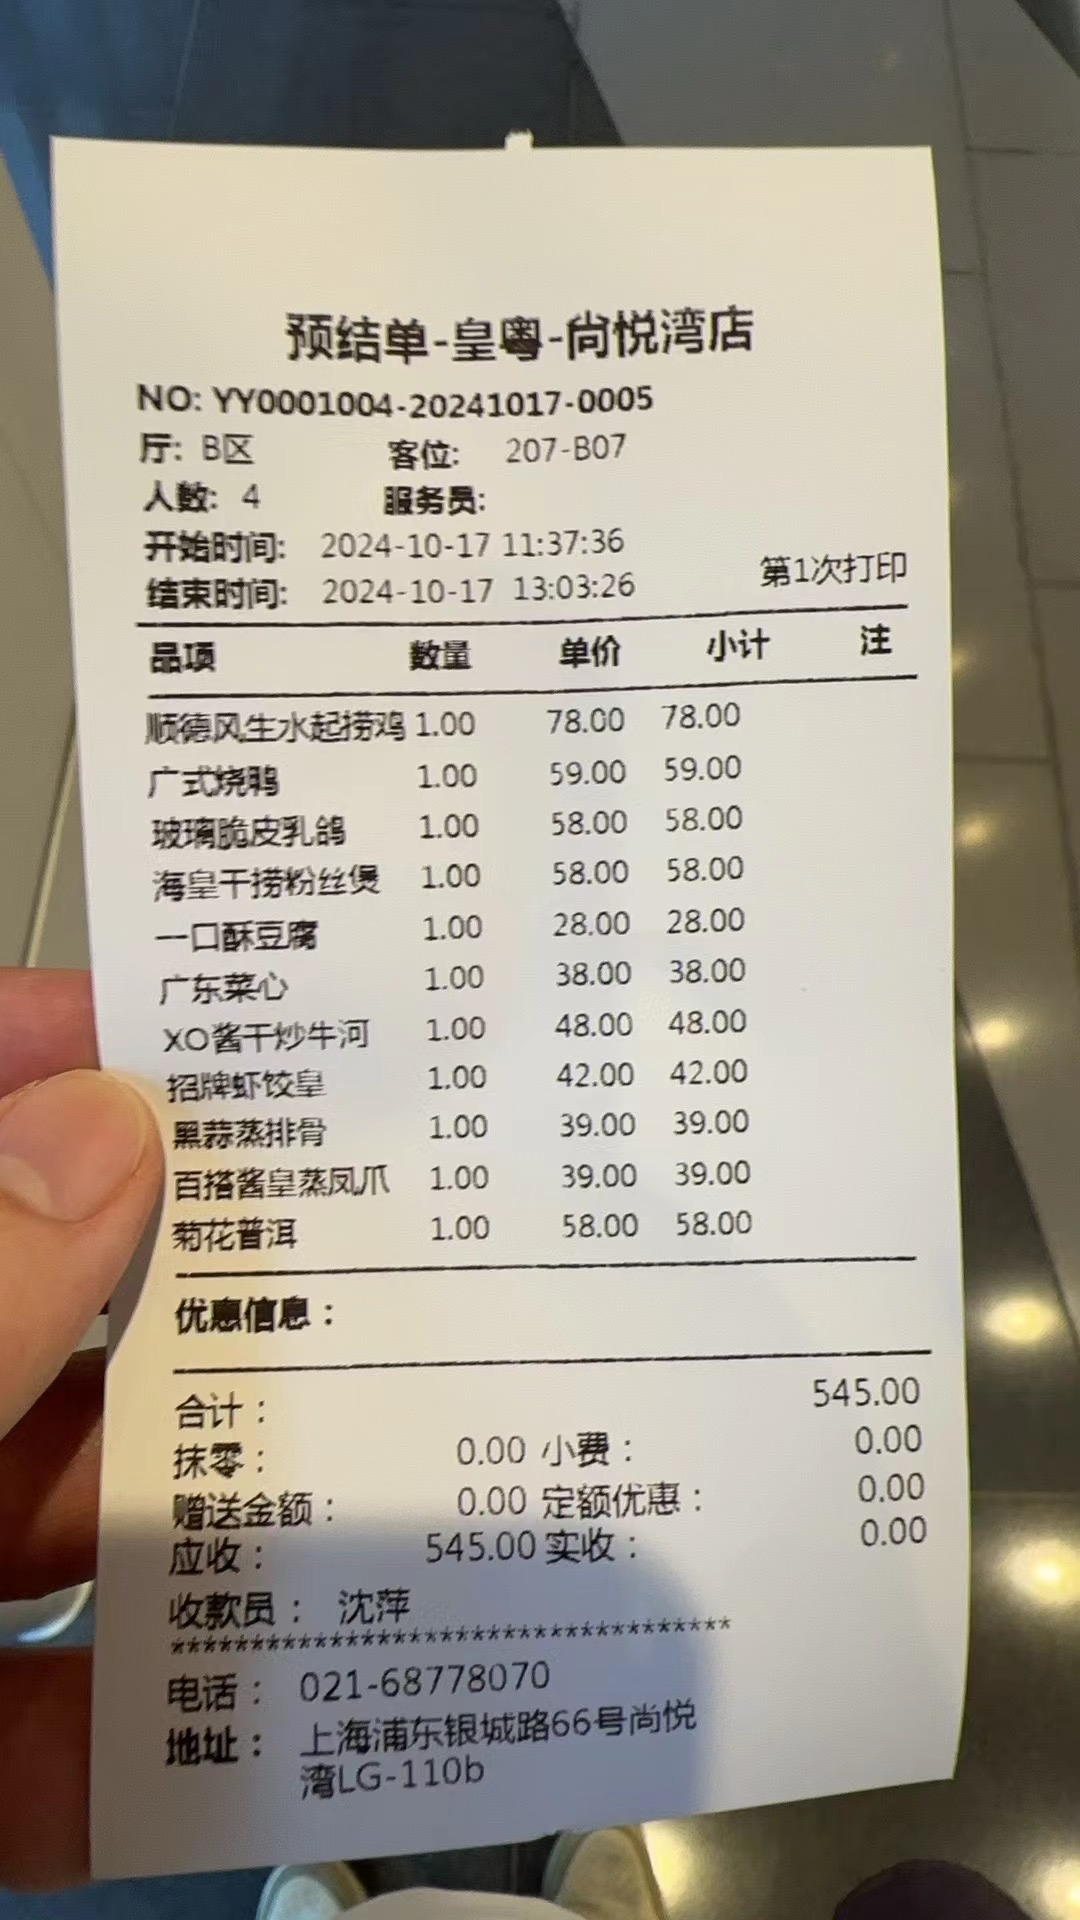 预结单-皇粤-尚悦湾店
NO: YY0001004-20241017-0005
厅: B区 客位: 207-B07
人数: 4 服务员:
开始时间: 2024-10-17 11:37:36
结束时间: 2024-10-17 13:03:26 第1次打印
品项 数量 单价 小计 注
顺德风生水起捞鸡 1.00 78.00 78.00
广式烧鸭 1.00 59.00 59.00
玻璃脆皮乳鸽 1.00 58.00 58.00
海皇干捞粉丝煲 1.00 58.00 58.00
一口酥豆腐 1.00 28.00 28.00
广东菜心 1.00 38.00 38.00
XO酱干炒牛河 1.00 48.00 48.00
招牌虾饺皇 1.00 42.00 42.00
黑蒜蒸排骨 1.00 39.00 39.00
百搭酱皇蒸凤爪 1.00 39.00 39.00
菊花普洱 1.00 58.00 58.00
优惠信息：
合计： 545.00
抹零： 0.00 小费： 0.00
赠送金额： 0.00 定额优惠： 0.00
应收： 545.00 实收： 0.00
收款员： 沈萍
***********************************
电话： 021-68778070
地址： 上海浦东银城路66号尚悦
湾LG-110b